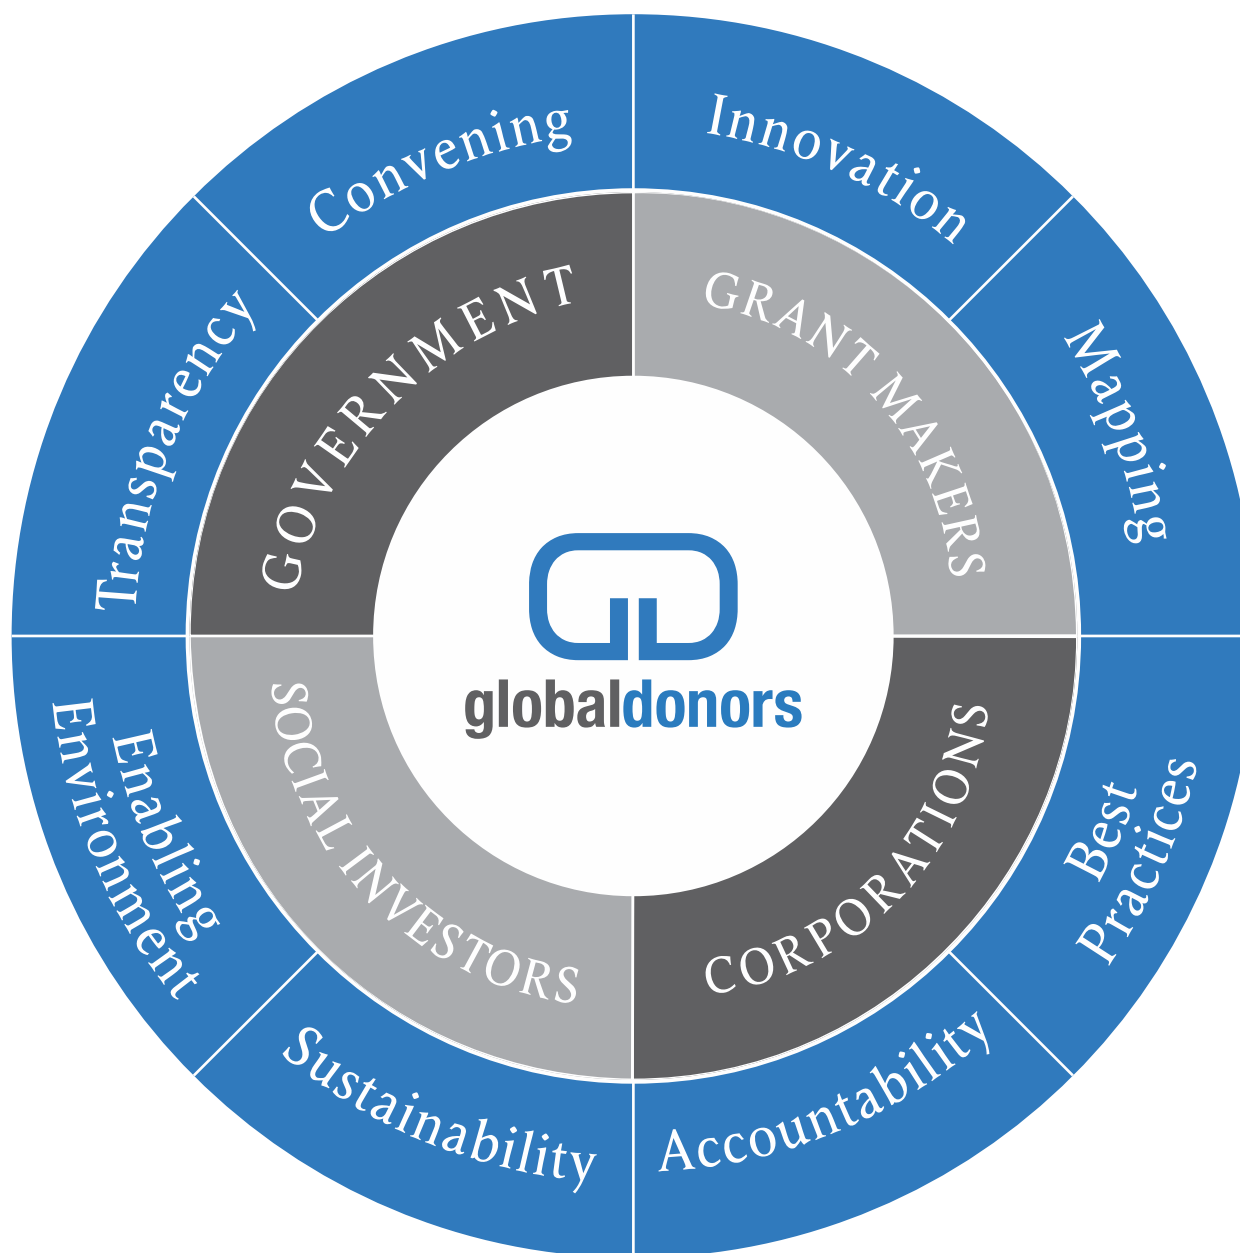 Convening
Innovation
Mapping
Best
Practices
Accountability
Sustainability
Enabling
Environment
Transparency
GOVERNMENT
GRANT MAKERS
CORPORATIONS
SOCIAL INVESTORS
globaldonors